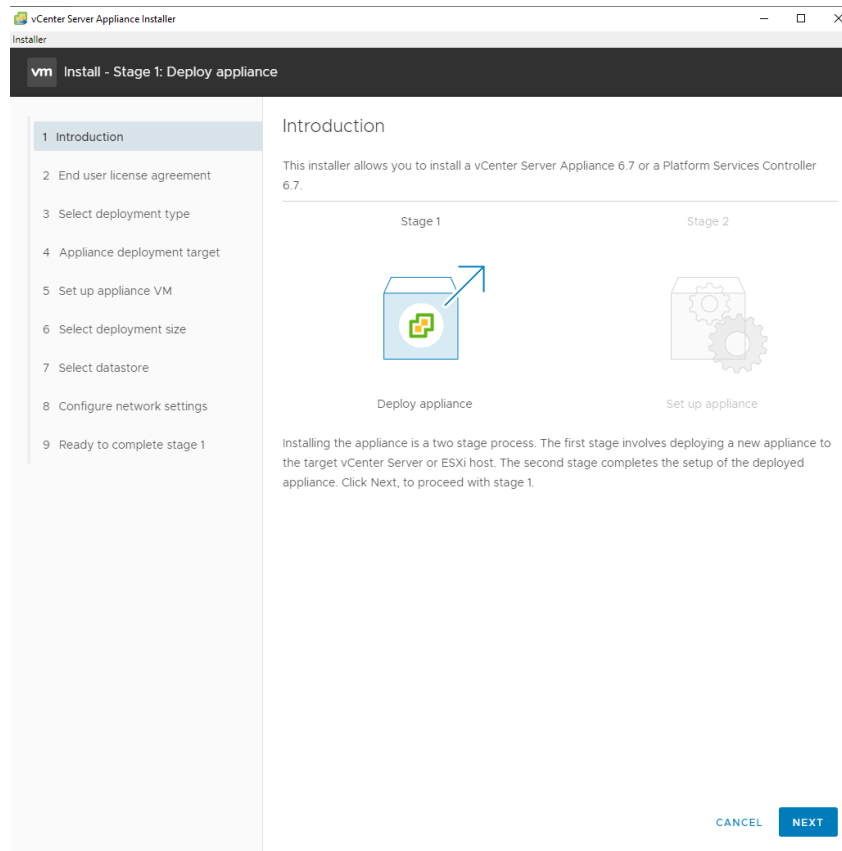 vCenter Server Appliance Installer
Installer
vm Install - Stage 1: Deploy appliance
1 Introduction
2 End user license agreement
3 Select deployment type
4 Appliance deployment target
5 Set up appliance VM
6 Select deployment size
7 Select datastore
8 Configure network settings
9 Ready to complete stage 1
Introduction
This installer allows you to install a vCenter Server Appliance 6.7 or a Platform Services Controller
6.7.
Stage 1
Stage 2
Deploy appliance
Set up appliance
Installing the appliance is a two stage process. The first stage involves deploying a new appliance to
the target vCenter Server or ESXi host. The second stage completes the setup of the deployed
appliance. Click Next, to proceed with stage 1.
CANCEL
NEXT